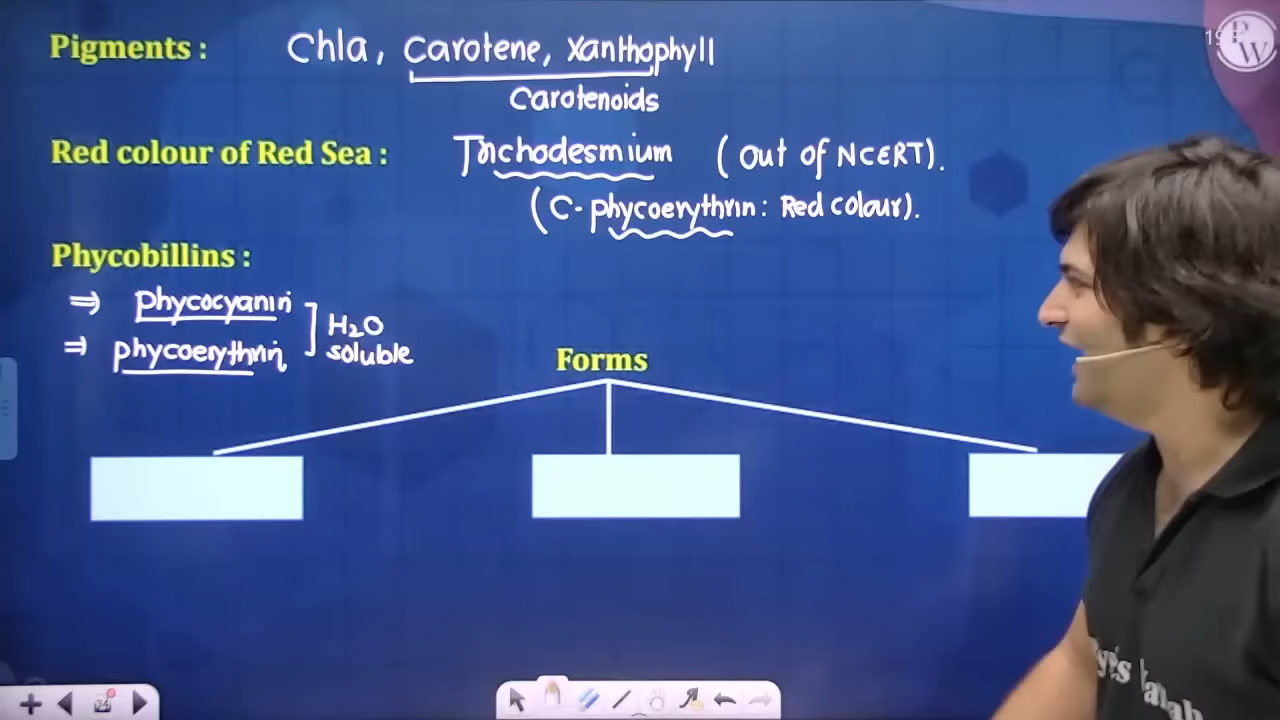 Pigments : Chla, Carotene, Xanthophyll
Carotenoids
Red colour of Red Sea : Trichodesmium (Out of NCERT).
(C-phycoerythrin: Red colour).
Phycobillins :
⇒ phycocyanin
⇒ phycoerythrin
H₂O
soluble
Forms
PW